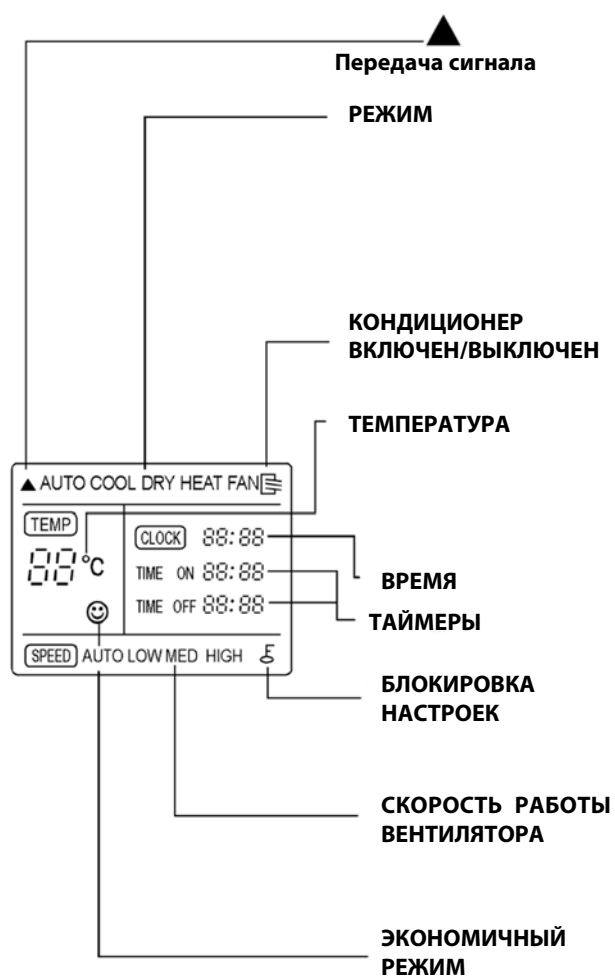 ▲
Передача сигнала
РЕЖИМ
КОНДИЦИОНЕР
ВКЛЮЧЕН/ВЫКЛЮЧЕН
ТЕМПЕРАТУРА
▲ AUTO COOL DRY HEAT FAN
TEMP
88°C
CLOCK 88:88
TIME ON 88:88
TIME OFF 88:88
ВРЕМЯ
ТАЙМЕРЫ
SPEED AUTO LOW MED HIGH
БЛОКИРОВКА
НАСТРОЕК
СКОРОСТЬ РАБОТЫ
ВЕНТИЛЯТОРА
ЭКОНОМИЧНЫЙ
РЕЖИМ